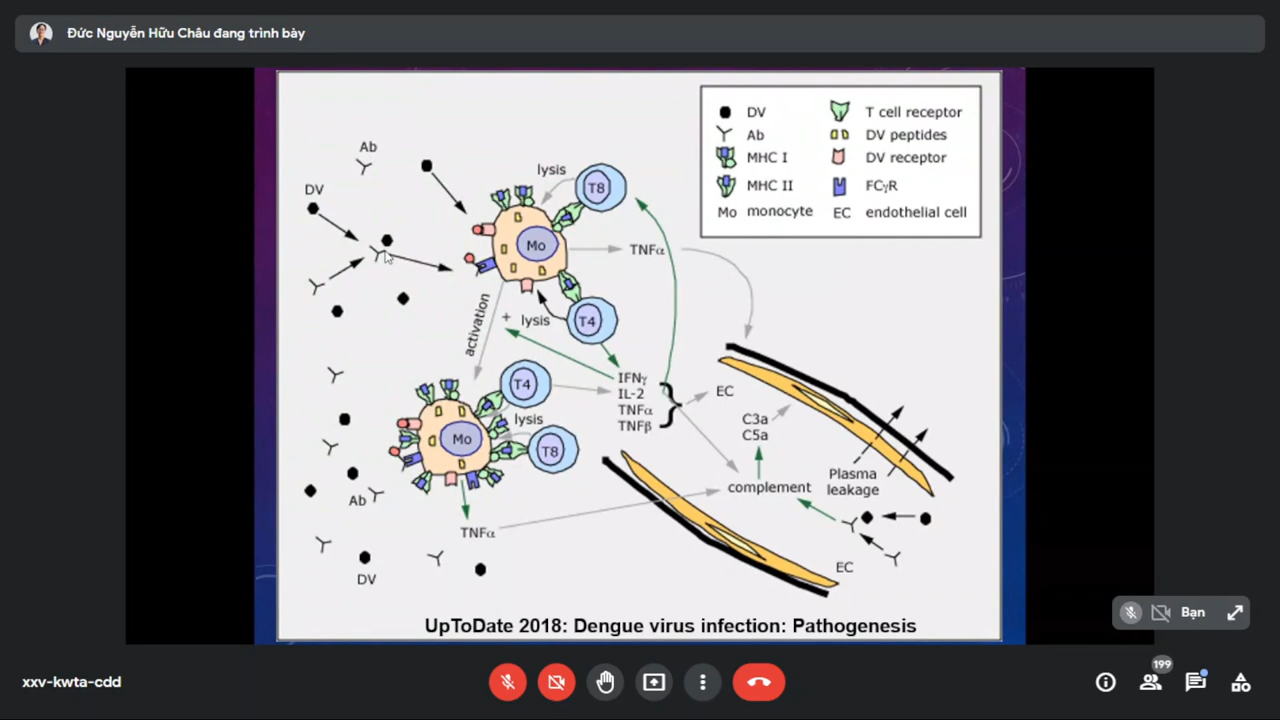 Đức Nguyễn Hữu Châu đang trình bày
DV
Ab
MHC I
MHC II
Mo monocyte
T cell receptor
DV peptides
DV receptor
FCγR
EC endothelial cell
Ab
DV
lysis
T8
Mo
TNFα
activation
+
lysis
T4
IFNγ
IL-2
TNFα
TNFβ
}
EC
T4
lysis
Mo
T8
C3a
C5a
Plasma
leakage
complement
Ab
TNFα
DV
EC
UpToDate 2018: Dengue virus infection: Pathogenesis
Bạn
xxv-kwta-cdd
199